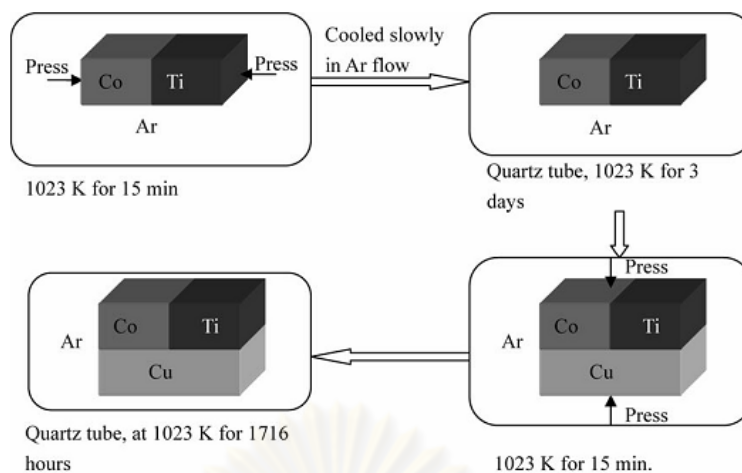 Press
Press
Co
Ti
Ar
1023 K for 15 min
Cooled slowly
in Ar flow
Co
Ti
Ar
Quartz tube, 1023 K for 3
days
Press
Co
Ti
Ar
Cu
Press
1023 K for 15 min.
Co
Ti
Ar
Cu
Quartz tube, at 1023 K for 1716
hours